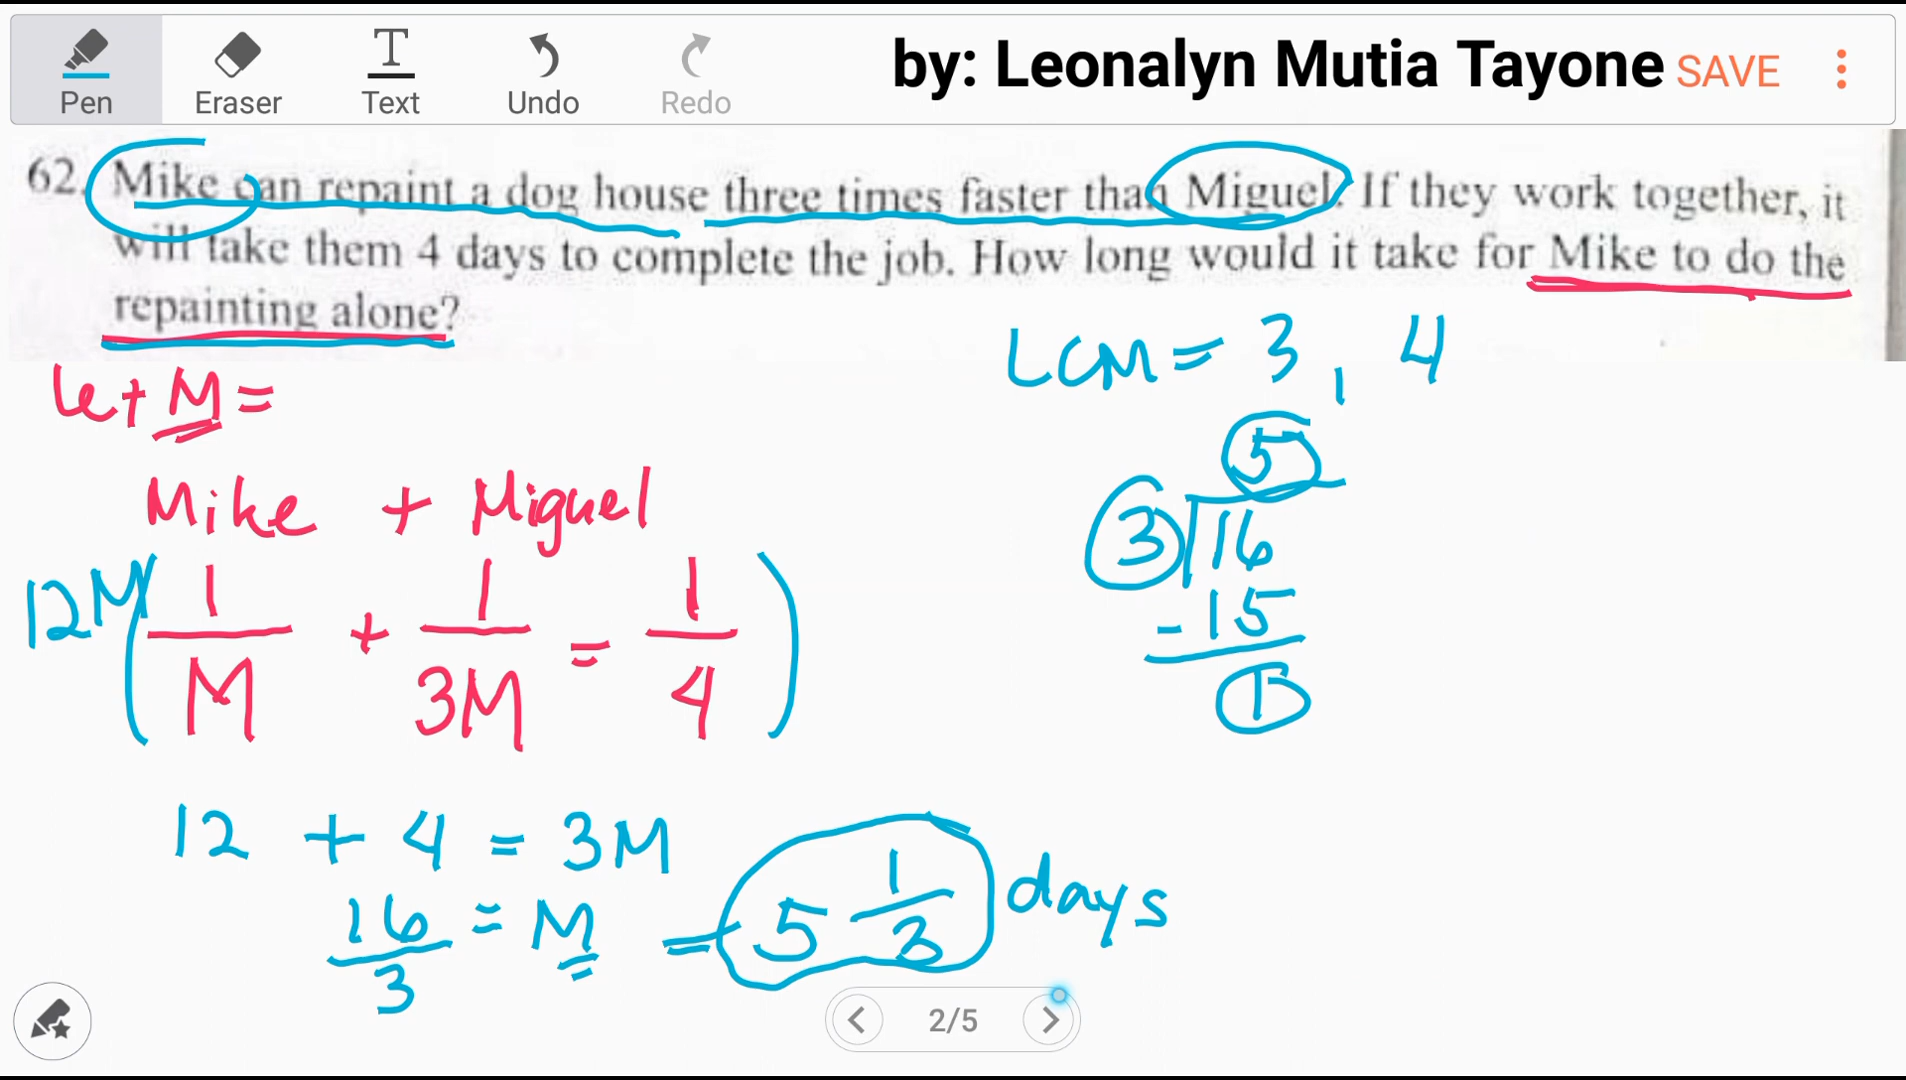 Pen Eraser Text Undo Redo by: Leonalyn Mutia Tayone SAVE
62. Mike can repaint a dog house three times faster than Miguel. If they work together, it
will take them 4 days to complete the job. How long would it take for Mike to do the
repainting alone?
let M =
LCM = 3, 4
Mike + Miguel
12M ( 1/M + 1/3M = 1/4 )
12 + 4 = 3M
16/3 = M = 5 1/3 days
5
3 16
- 15
1
2/5